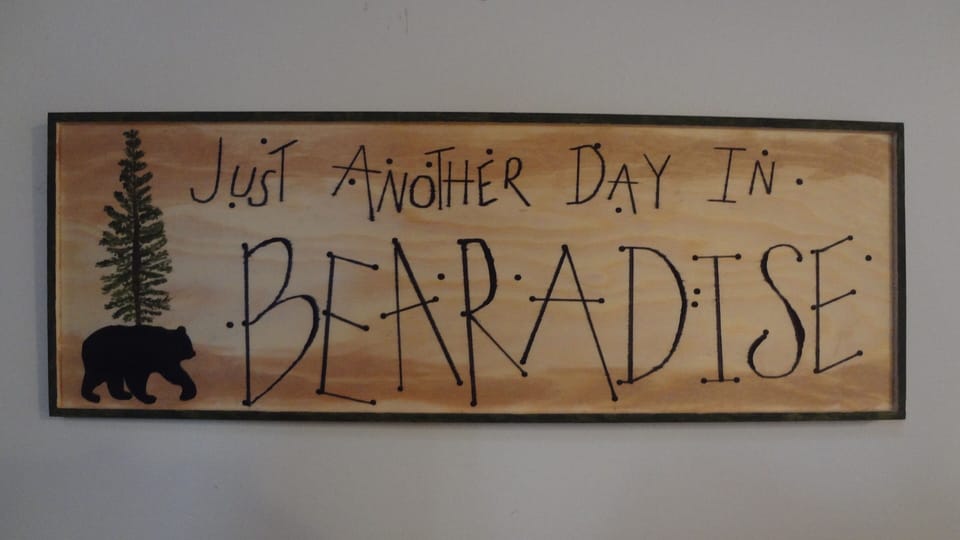 Just Another Day In
BEARADISE